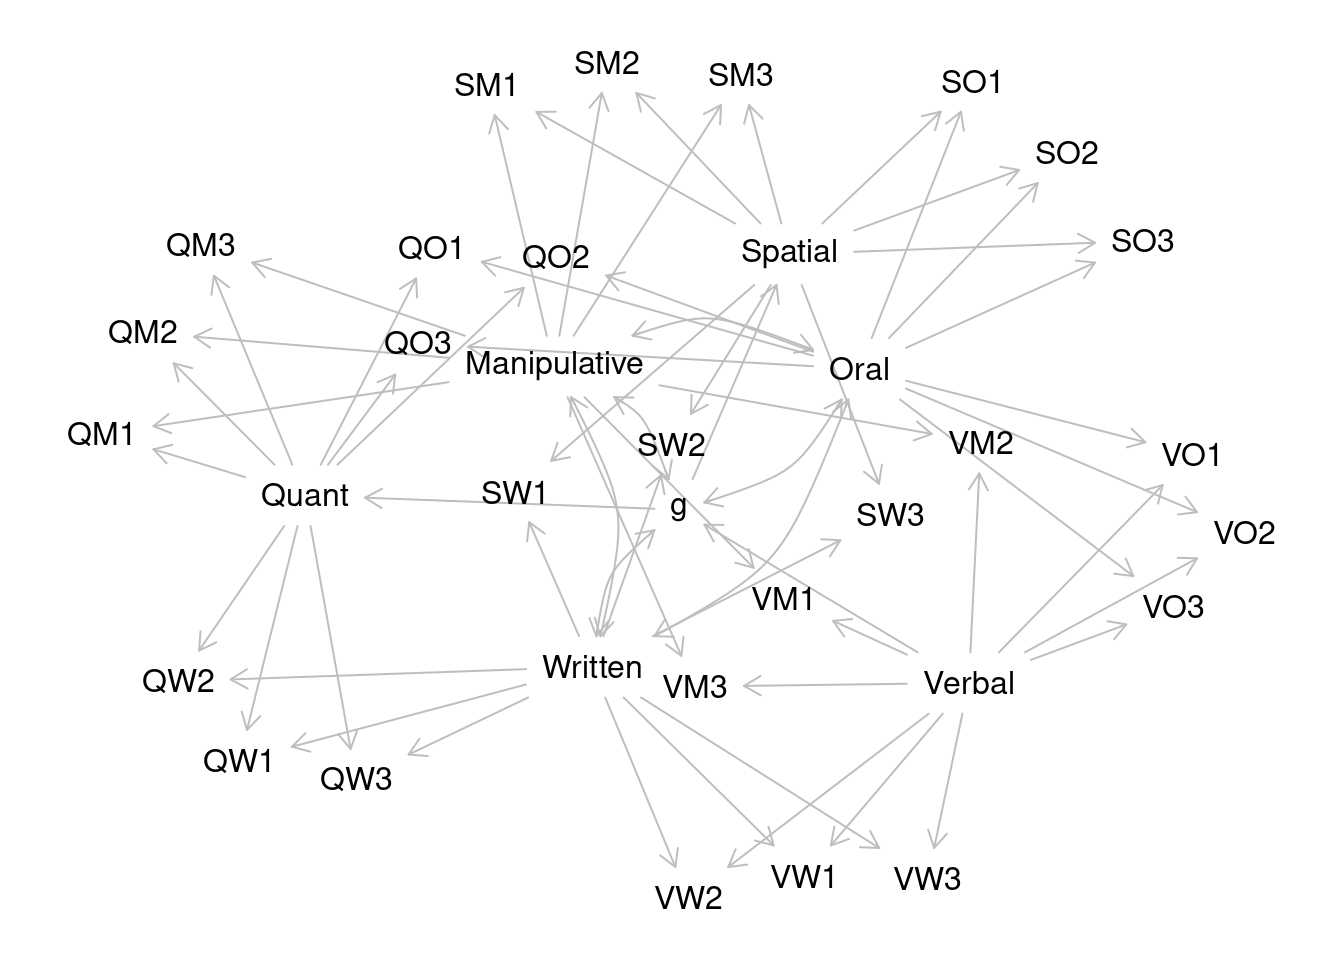 SM1
SM2
SM3
SO1
SO2
SO3
QM3
QO1
QO2
Spatial
QM2
QO3
Manipulative
Oral
QM1
SW2
VM2
VO1
Quant
SW1
g
SW3
VO2
VM1
VO3
Written
VM3
Verbal
QW2
QW1
QW3
VW2
VW1
VW3